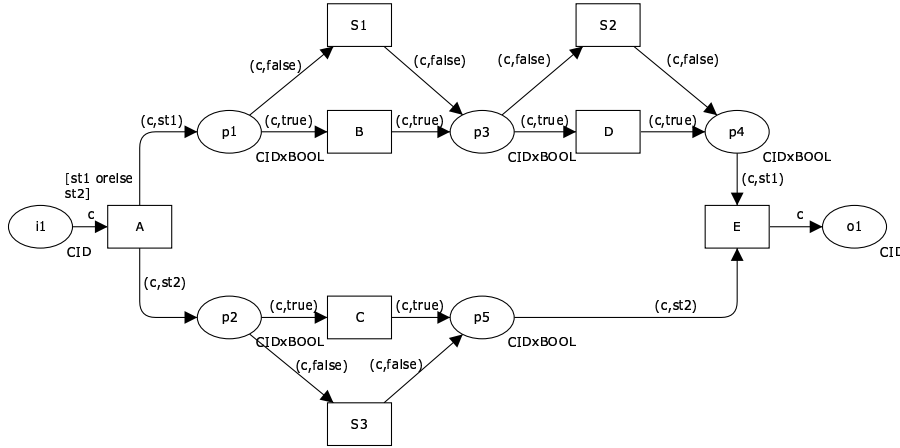 S1
S2
(c,false)
(c,false)
(c,false)
(c,false)
(c,st1)
p1
(c,true)
B
(c,true)
p3
(c,true)
D
(c,true)
p4
CIDxBOOL
CIDxBOOL
CIDxBOOL
[st1 orelse
st2]
(c,st1)
i1
c
A
E
c
o1
CID
CID
(c,st2)
p2
(c,true)
C
(c,true)
p5
(c,st2)
CIDxBOOL
CIDxBOOL
(c,false)
(c,false)
S3